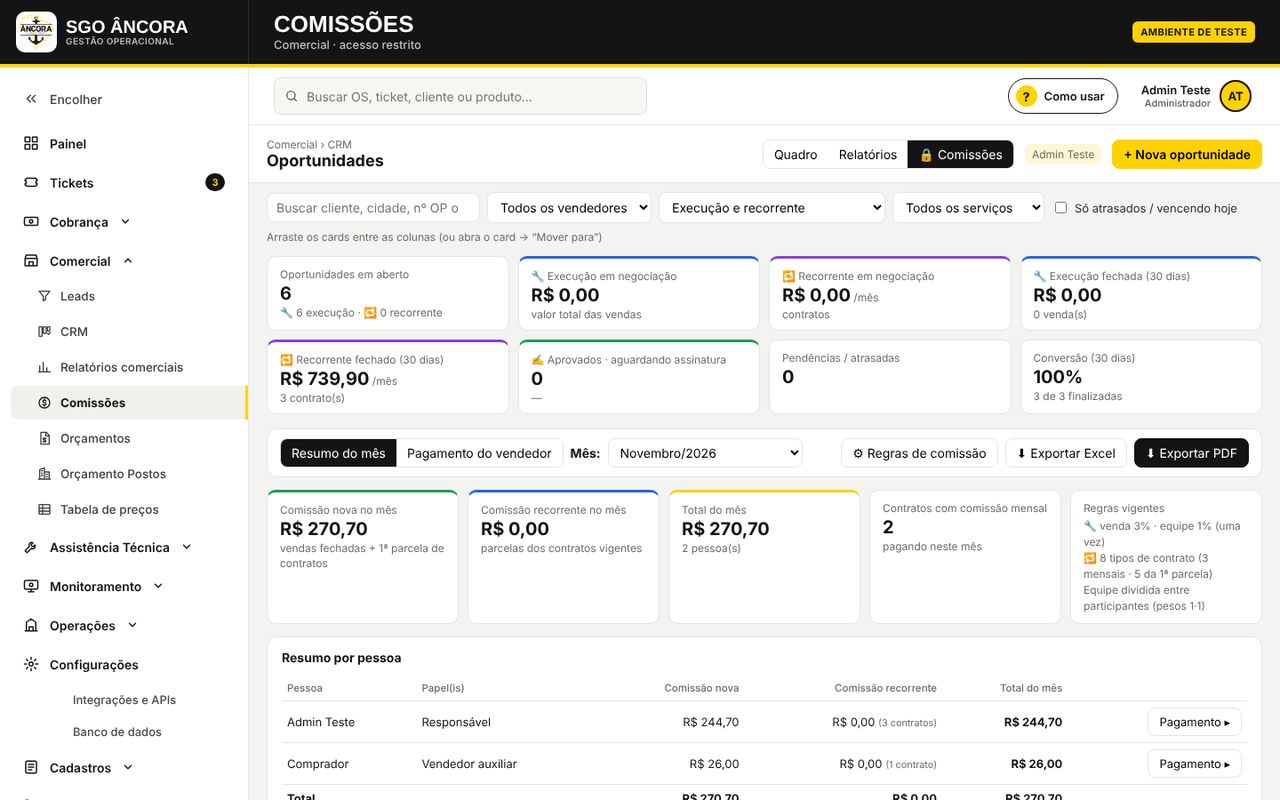 ÂNCORA
SGO ÂNCORA
GESTÃO OPERACIONAL
COMISSÕES
Comercial · acesso restrito
AMBIENTE DE TESTE
Encolher
Buscar OS, ticket, cliente ou produto...
? Como usar
Admin Teste
Administrador
AT
Painel
Tickets 3
Cobrança
Comercial
Leads
CRM
Relatórios comerciais
Comissões
Orçamentos
Orçamento Postos
Tabela de preços
Assistência Técnica
Monitoramento
Operações
Configurações
Integrações e APIs
Banco de dados
Cadastros
Comercial › CRM
Oportunidades
Quadro Relatórios 🔒 Comissões
Admin Teste
+ Nova oportunidade
Buscar cliente, cidade, nº OP o
Todos os vendedores
Execução e recorrente
Todos os serviços
Só atrasados / vencendo hoje
Arraste os cards entre as colunas (ou abra o card → “Mover para”)
Oportunidades em aberto
6
🔧 6 execução · 🔁 0 recorrente
🔧 Execução em negociação
R$ 0,00
valor total das vendas
🔁 Recorrente em negociação
R$ 0,00 /mês
contratos
🔧 Execução fechada (30 dias)
R$ 0,00
0 venda(s)
🔁 Recorrente fechado (30 dias)
R$ 739,90 /mês
3 contrato(s)
✍️ Aprovados · aguardando assinatura
0
—
Pendências / atrasadas
0
Conversão (30 dias)
100%
3 de 3 finalizadas
Resumo do mês Pagamento do vendedor Mês: Novembro/2026
⚙ Regras de comissão
⬇ Exportar Excel
⬇ Exportar PDF
Comissão nova no mês
R$ 270,70
vendas fechadas + 1ª parcela de
contratos
Comissão recorrente no mês
R$ 0,00
parcelas dos contratos vigentes
Total do mês
R$ 270,70
2 pessoa(s)
Contratos com comissão mensal
2
pagando neste mês
Regras vigentes
🔧 venda 3% · equipe 1% (uma
vez)
🔁 8 tipos de contrato (3
mensais · 5 da 1ª parcela)
Equipe dividida entre
participantes (pesos 1·1)
Resumo por pessoa
Pessoa Papel(is) Comissão nova Comissão recorrente Total do mês
Admin Teste Responsável R$ 244,70 R$ 0,00 (3 contratos) R$ 244,70 Pagamento ▸
Comprador Vendedor auxiliar R$ 26,00 R$ 0,00 (1 contrato) R$ 26,00 Pagamento ▸
Total R$ 270,70 R$ 0,00 R$ 270,70